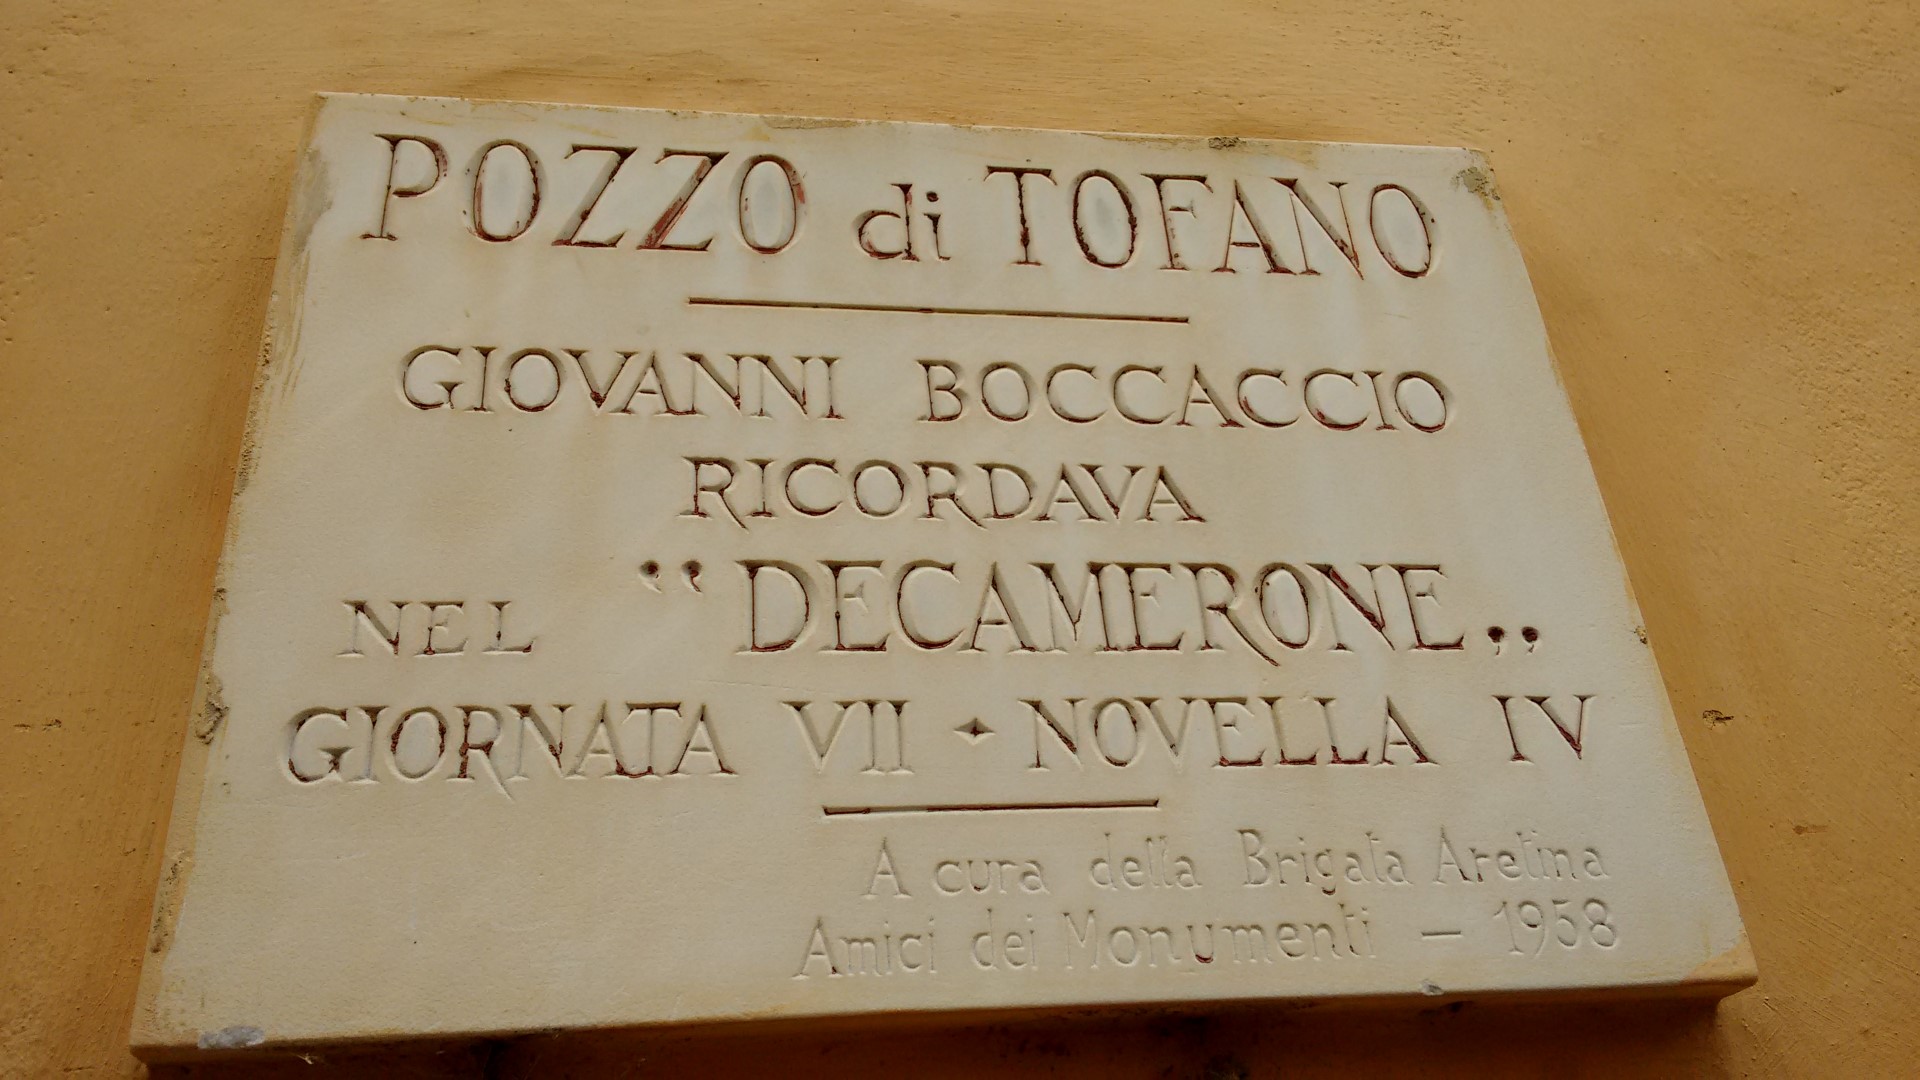 POZZO di TOFANO
GIOVANNI BOCCACCIO
RICORDAVA
NEL “DECAMERONE„
GIORNATA VII ✦ NOVELLA IV
A cura della Brigata Aretina
Amici dei Monumenti — 1958